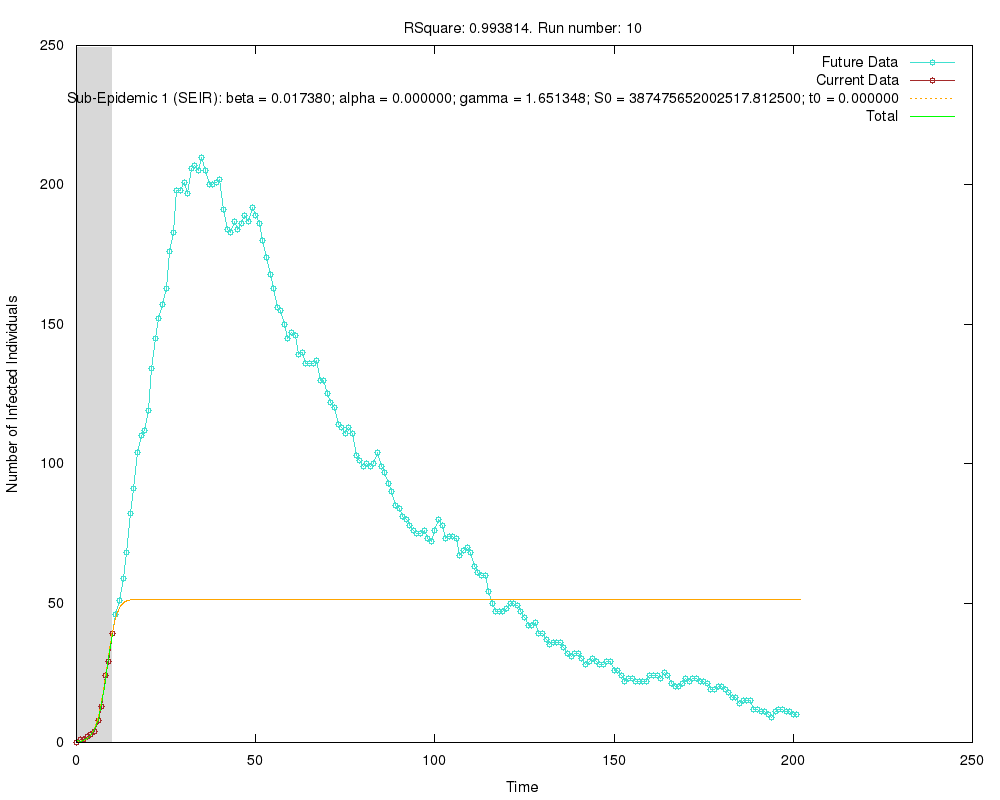 RSquare: 0.993814. Run number: 10
250
200
150
100
50
0
Number of Infected Individuals
Future Data
Current Data
Sub-Epidemic 1 (SEIR): beta = 0.017380; alpha = 0.000000; gamma = 1.651348; S0 = 387475652002517.812500; t0 = 0.000000
Total
0 50 100 150 200 250
Time